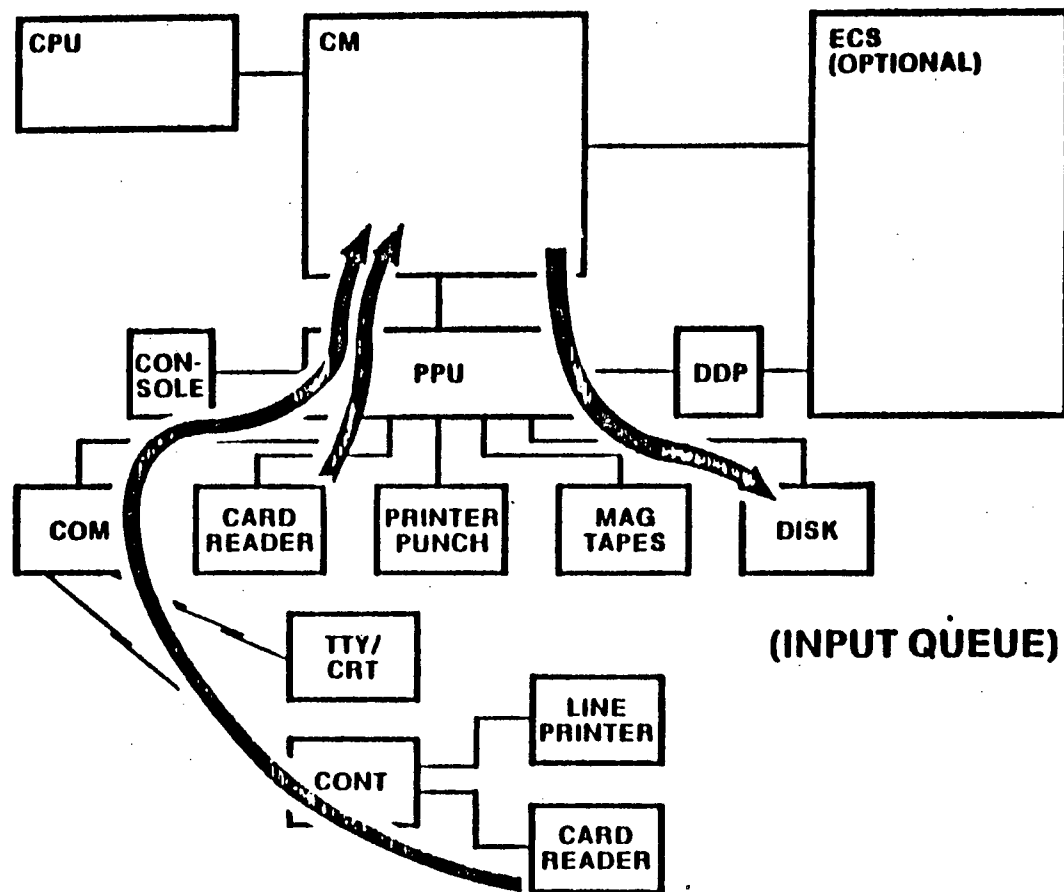 CPU
CM
ECS
(OPTIONAL)
CON-
SOLE
PPU
DDP
COM
CARD
READER
PRINTER
PUNCH
MAG
TAPES
DISK
TTY/
CRT
(INPUT QUEUE)
LINE
PRINTER
CONT
CARD
READER